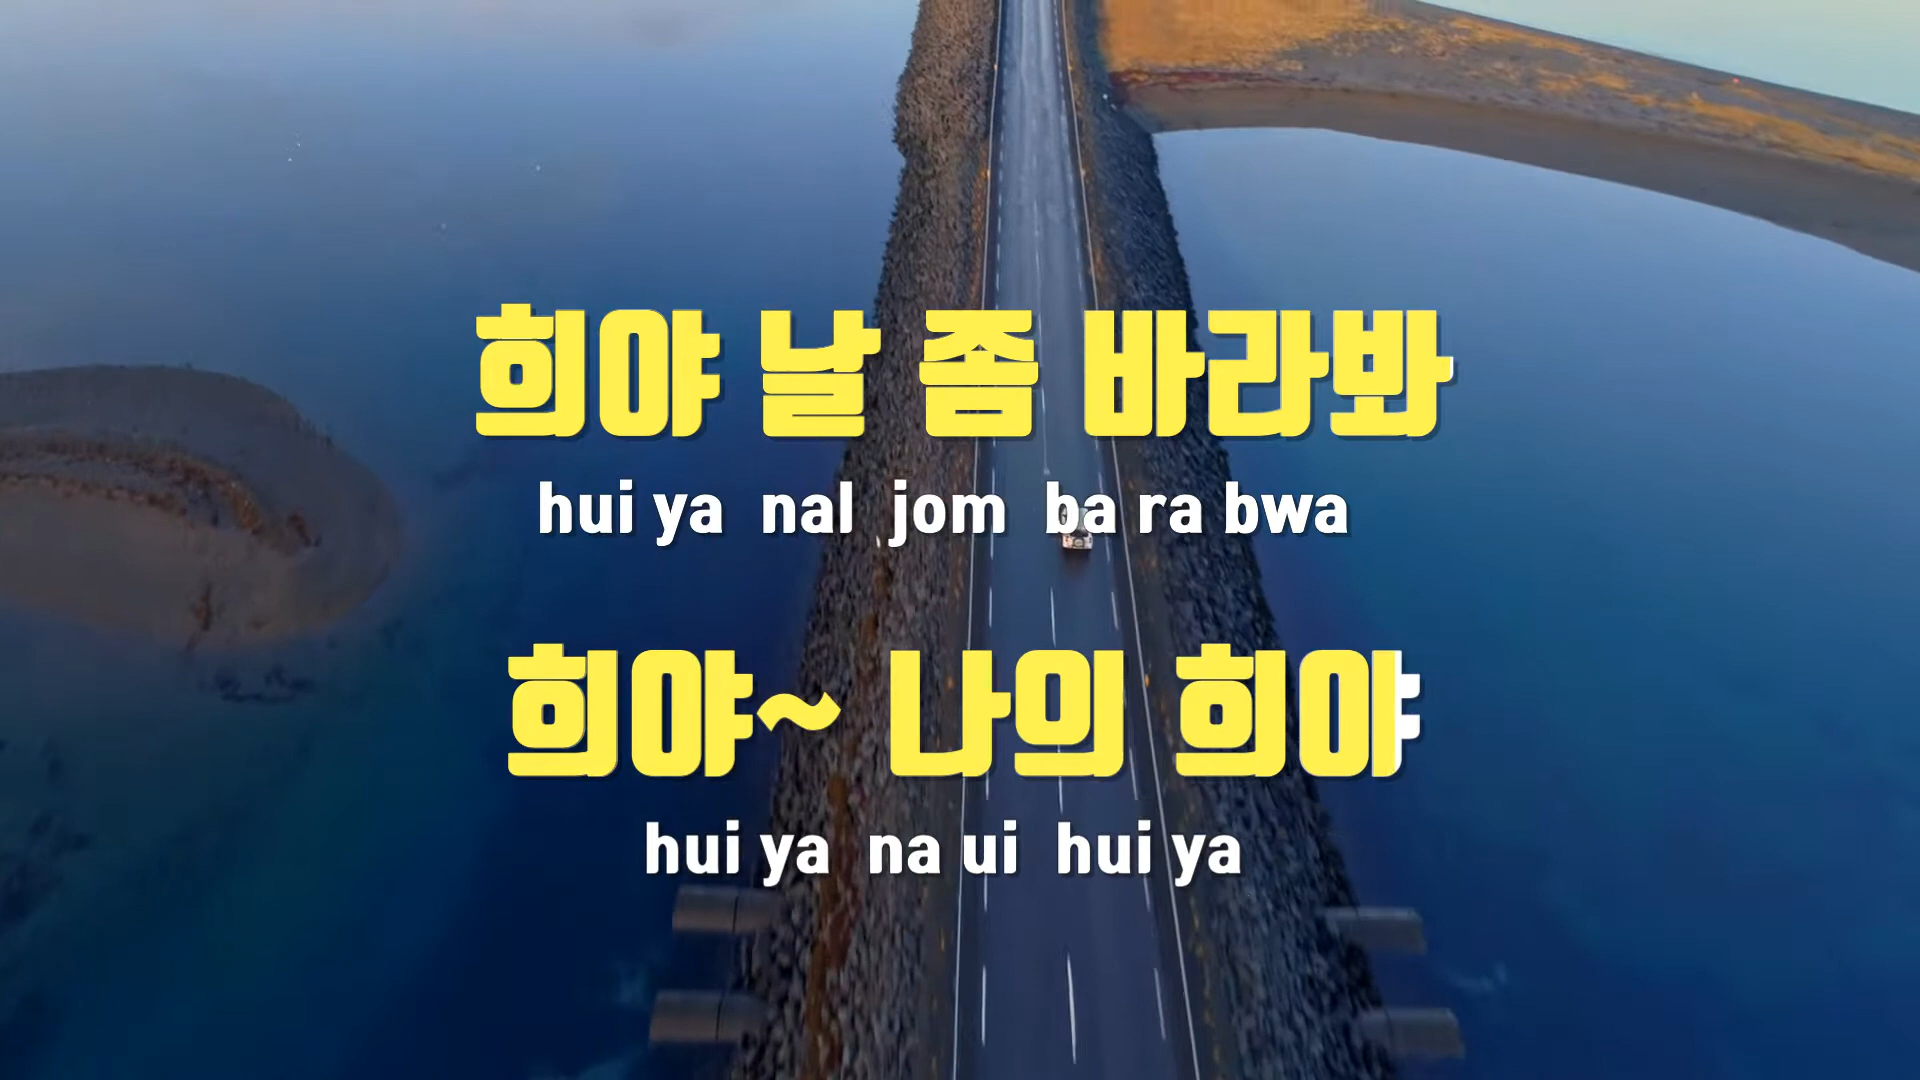 희야 날 좀 바라봐
hui ya nal jom ba ra bwa
희야~ 나의 희야
hui ya na ui hui ya